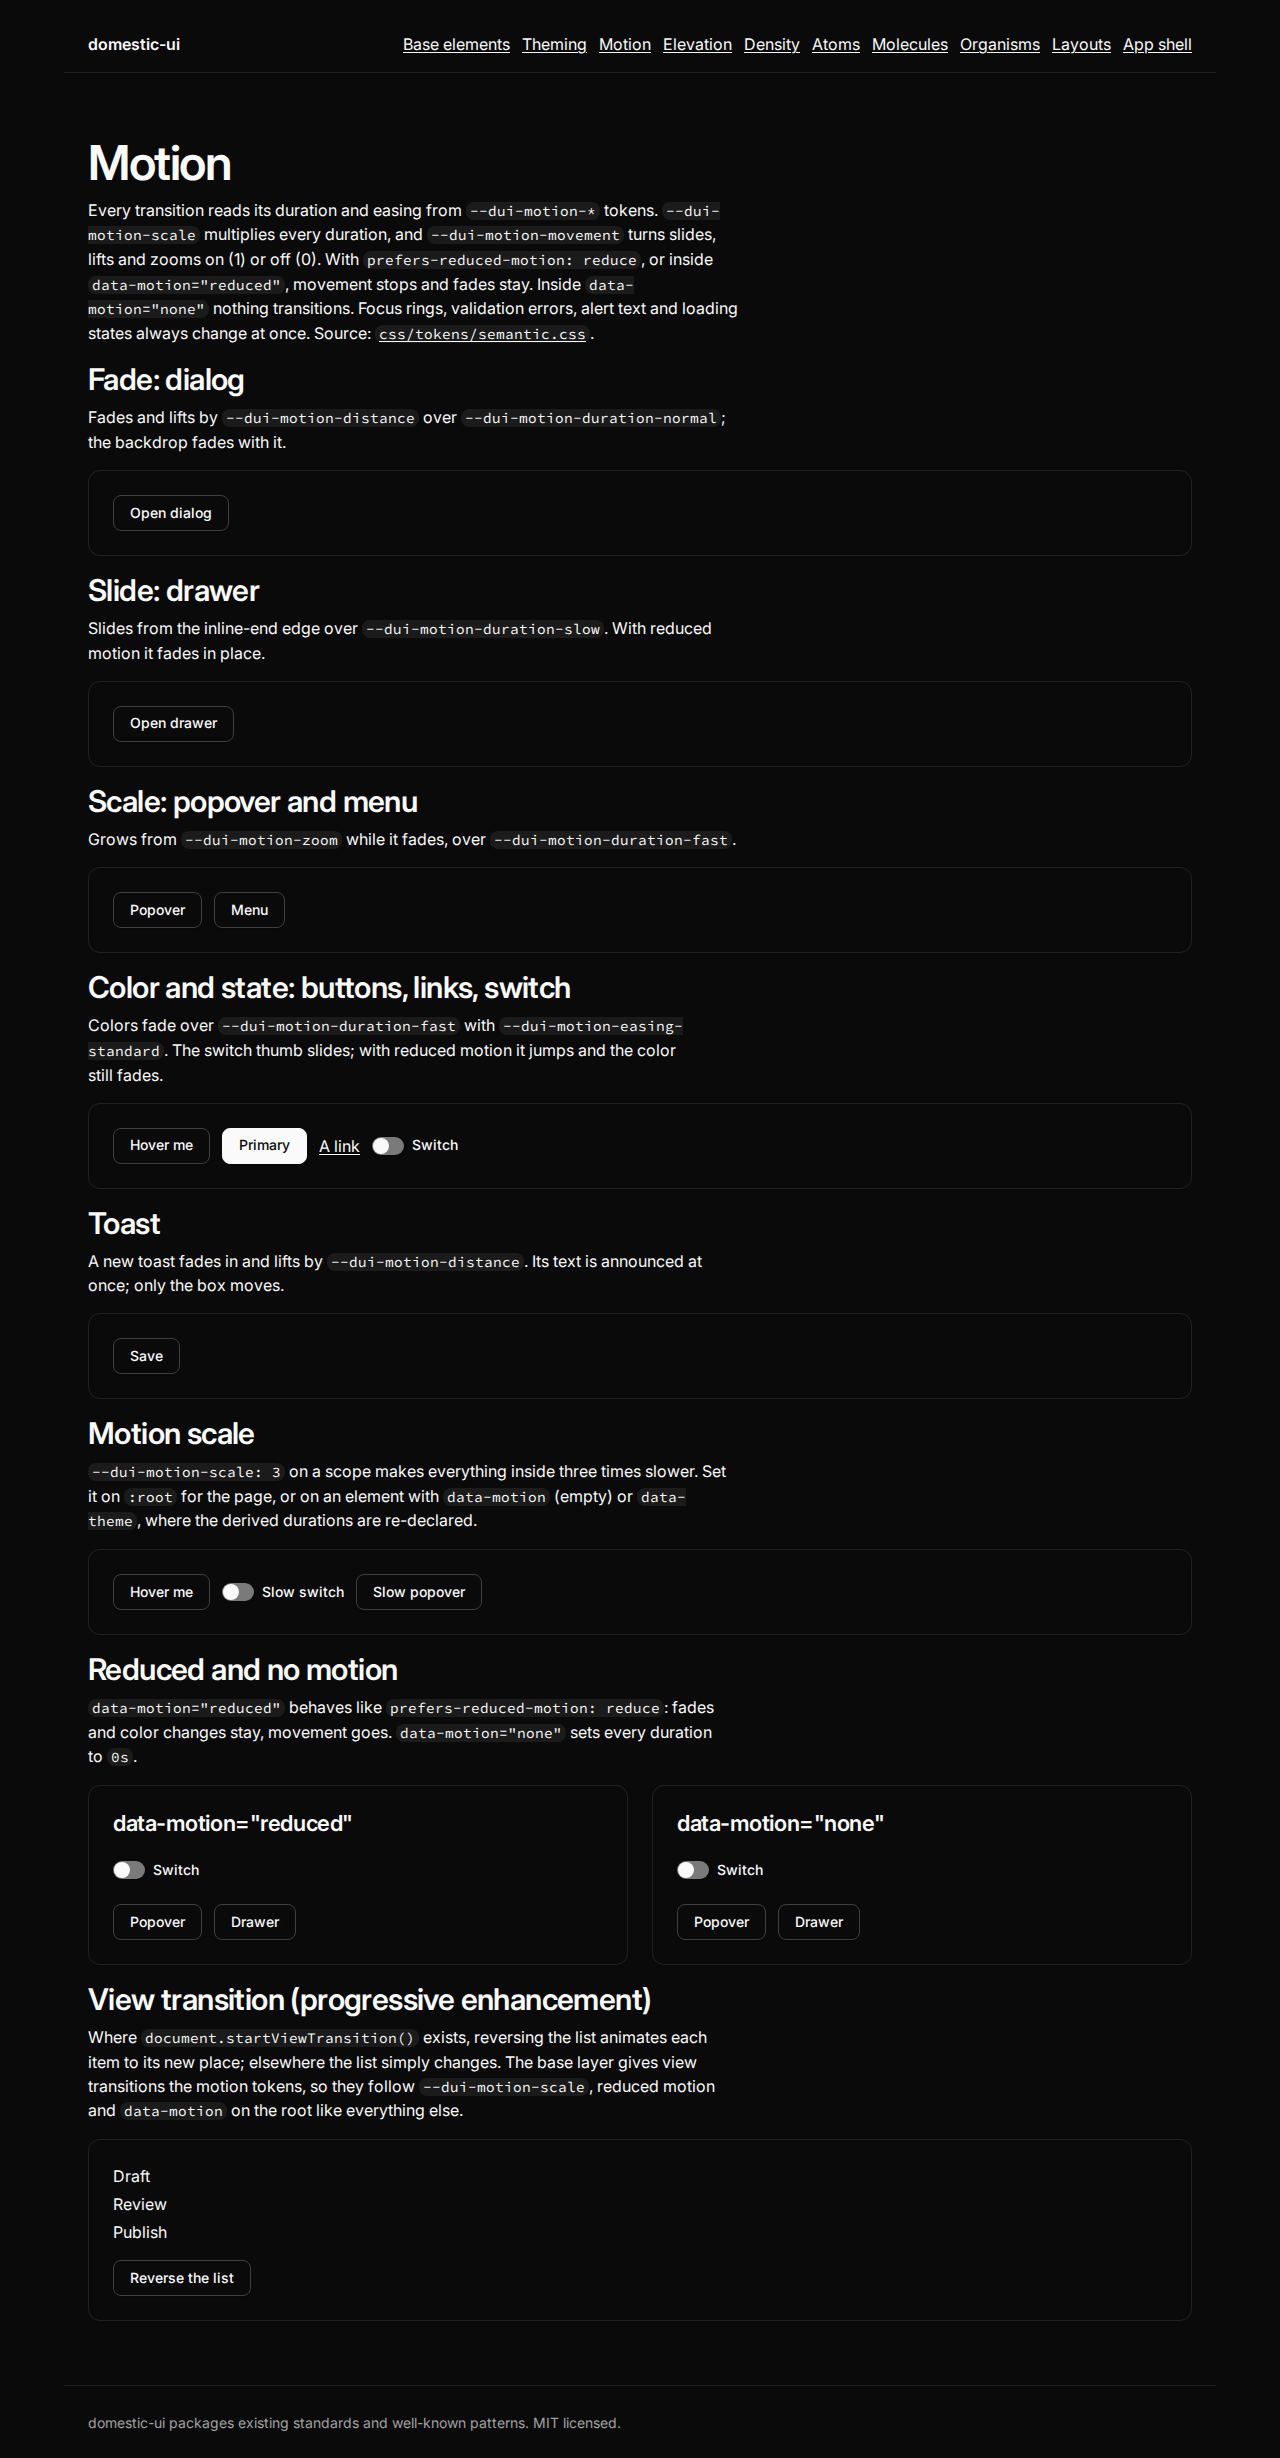 domestic-ui
Base elements Theming Motion Elevation Density Atoms Molecules Organisms Layouts App shell
Motion
Every transition reads its duration and easing from --dui-motion-* tokens. --dui-
motion-scale multiplies every duration, and --dui-motion-movement turns slides,
lifts and zooms on (1) or off (0). With prefers-reduced-motion: reduce, or inside
data-motion="reduced", movement stops and fades stay. Inside data-
motion="none" nothing transitions. Focus rings, validation errors, alert text and loading
states always change at once. Source: css/tokens/semantic.css.
Fade: dialog
Fades and lifts by --dui-motion-distance over --dui-motion-duration-normal;
the backdrop fades with it.
Open dialog
Slide: drawer
Slides from the inline-end edge over --dui-motion-duration-slow. With reduced
motion it fades in place.
Open drawer
Scale: popover and menu
Grows from --dui-motion-zoom while it fades, over --dui-motion-duration-fast.
Popover Menu
Color and state: buttons, links, switch
Colors fade over --dui-motion-duration-fast with --dui-motion-easing-
standard. The switch thumb slides; with reduced motion it jumps and the color
still fades.
Hover me Primary A link Switch
Toast
A new toast fades in and lifts by --dui-motion-distance. Its text is announced at
once; only the box moves.
Save
Motion scale
--dui-motion-scale: 3 on a scope makes everything inside three times slower. Set
it on :root for the page, or on an element with data-motion (empty) or data-
theme, where the derived durations are re-declared.
Hover me Slow switch Slow popover
Reduced and no motion
data-motion="reduced" behaves like prefers-reduced-motion: reduce: fades
and color changes stay, movement goes. data-motion="none" sets every duration
to 0s.
data-motion="reduced"
Switch
Popover Drawer
data-motion="none"
Switch
Popover Drawer
View transition (progressive enhancement)
Where document.startViewTransition() exists, reversing the list animates each
item to its new place; elsewhere the list simply changes. The base layer gives view
transitions the motion tokens, so they follow --dui-motion-scale, reduced motion
and data-motion on the root like everything else.
Draft
Review
Publish
Reverse the list
domestic-ui packages existing standards and well-known patterns. MIT licensed.